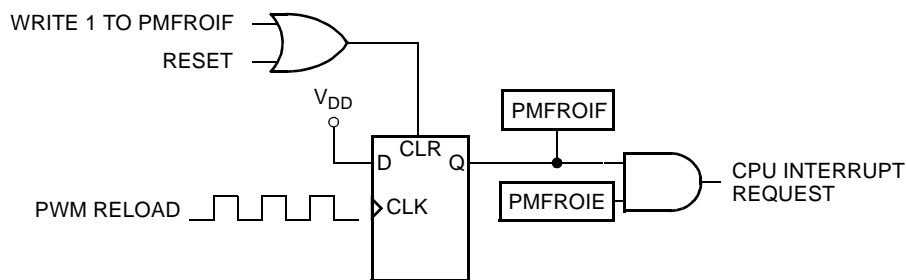 WRITE 1 TO PMFROIF
RESET
VDD
PMFROIF
D
CLR
Q
CPU INTERRUPT
REQUEST
PMFROIE
PWM RELOAD
CLK